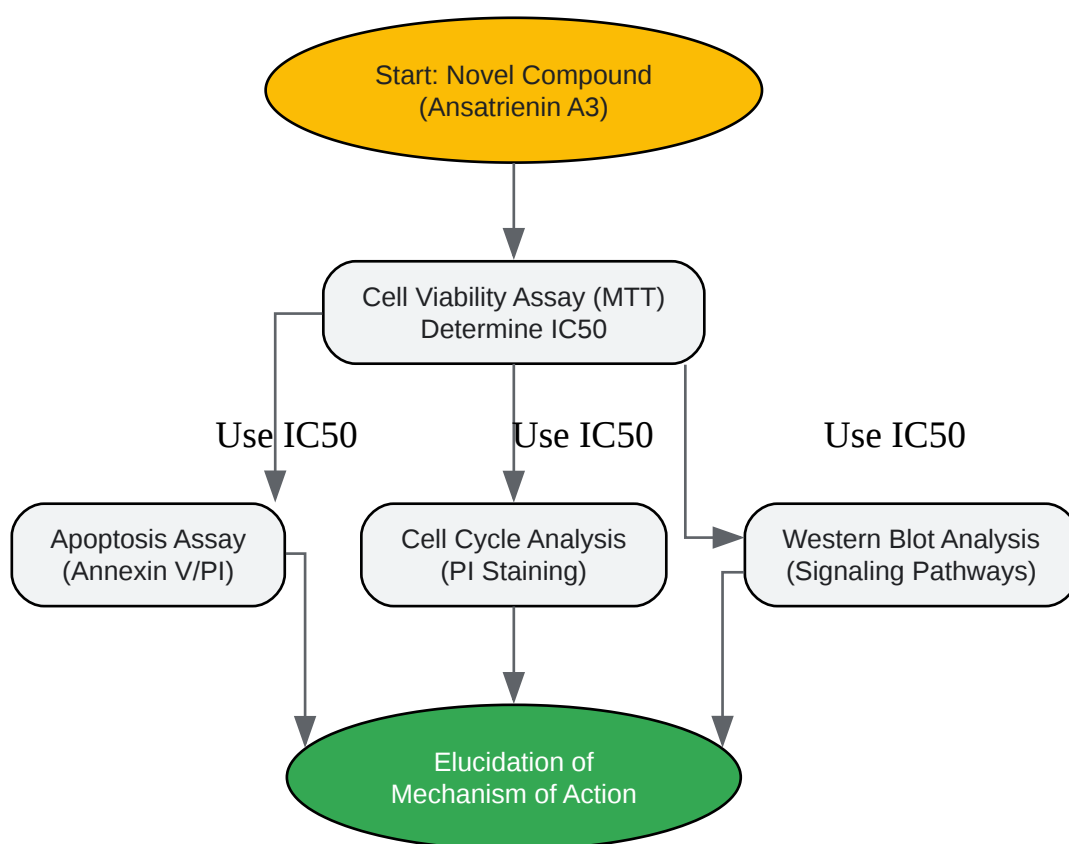 Start: Novel Compound
(Ansatrienin A3)
Cell Viability Assay (MTT)
Determine IC50
Use IC50
Use IC50
Use IC50
Apoptosis Assay
(Annexin V/PI)
Cell Cycle Analysis
(PI Staining)
Western Blot Analysis
(Signaling Pathways)
Elucidation of
Mechanism of Action